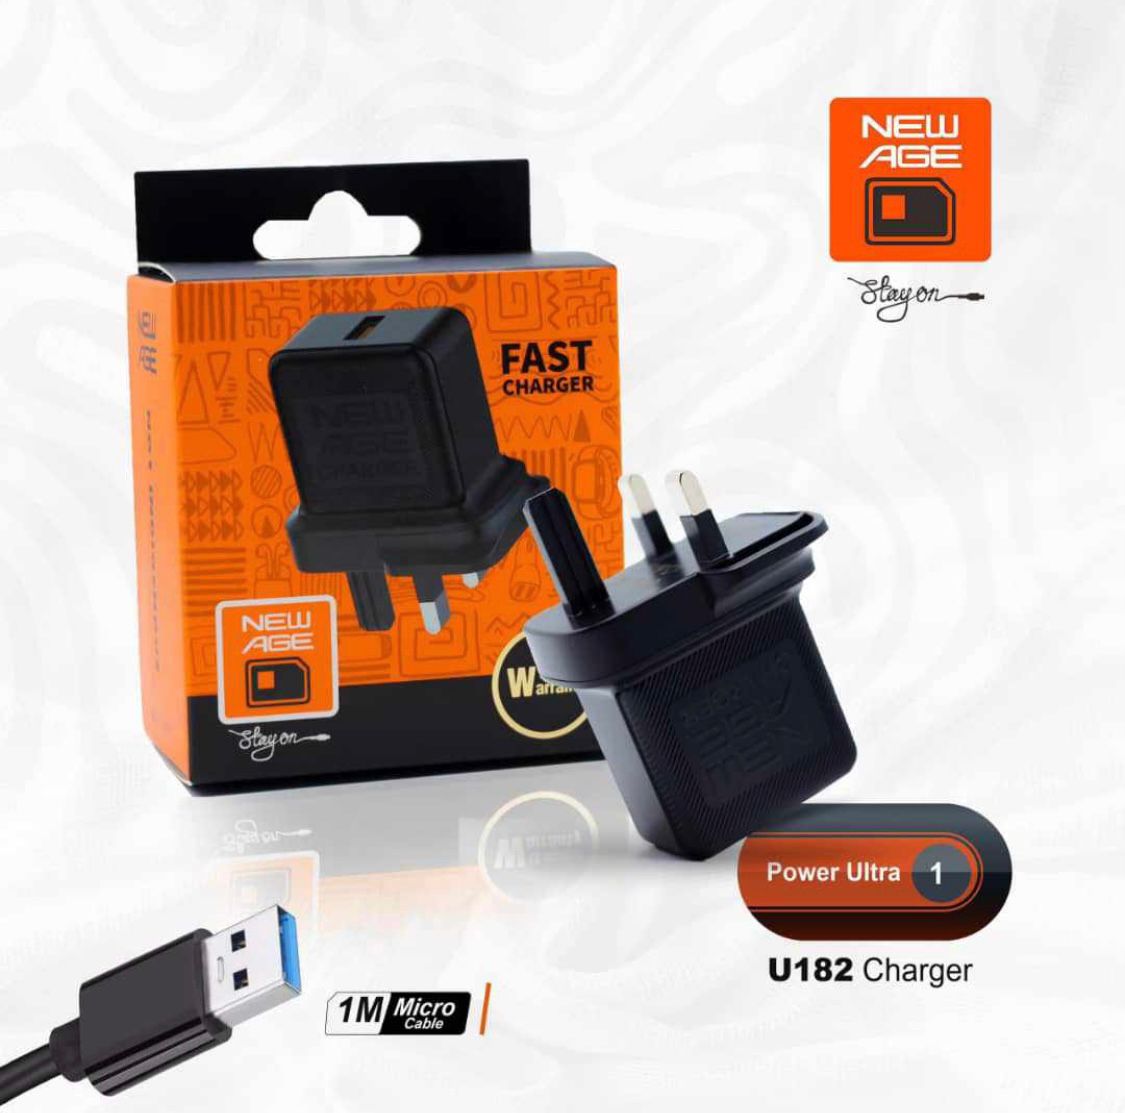 NEW
AGE
Stay on
FAST
CHARGER
NEW
AGE
CHARGER
NEW
AGE
Stay on
Warran
Power Ultra 1
U182 Charger
1M Micro
Cable